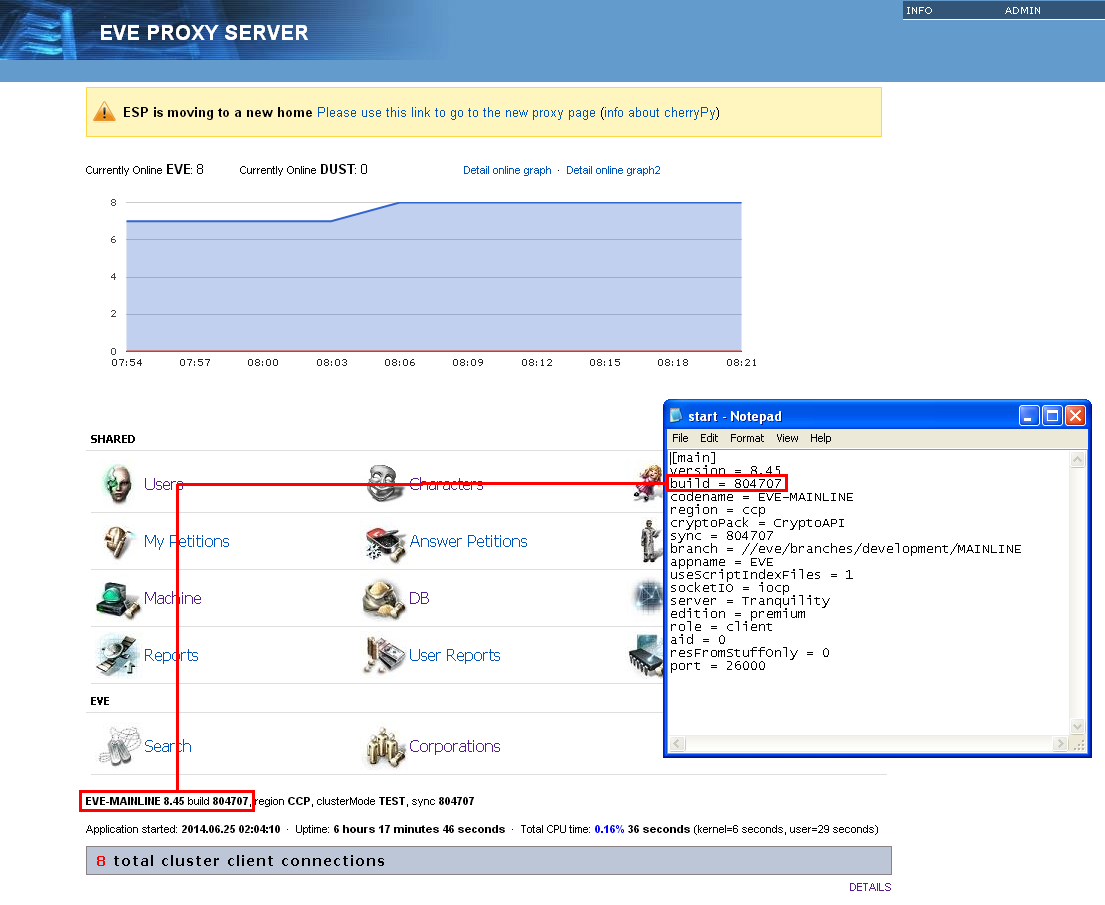 EVE PROXY SERVER
INFO ADMIN
ESP is moving to a new home Please use this link to go to the new proxy page (info about cherryPy)
Currently Online EVE: 8 Currently Online DUST: 0 Detail online graph · Detail online graph2
8
6
4
2
0
07:54 07:57 08:00 08:03 08:06 08:09 08:12 08:15 08:18 08:21
SHARED
Users Characters
My Petitions Answer Petitions
Machine DB
Reports User Reports
EVE
Search Corporations
start - Notepad
File Edit Format View Help
[main]
version = 8.45
build = 804707
codename = EVE-MAINLINE
region = ccp
cryptoPack = CryptoAPI
sync = 804707
branch = //eve/branches/development/MAINLINE
appname = EVE
useScriptIndexFiles = 1
socketIO = iocp
server = Tranquility
edition = premium
role = client
aid = 0
resFromStuffOnly = 0
port = 26000
EVE-MAINLINE 8.45 build 804707, region CCP, clusterMode TEST, sync 804707
Application started: 2014.06.25 02:04:10 · Uptime: 6 hours 17 minutes 46 seconds · Total CPU time: 0.16% 36 seconds (kernel=6 seconds, user=29 seconds)
8 total cluster client connections
DETAILS